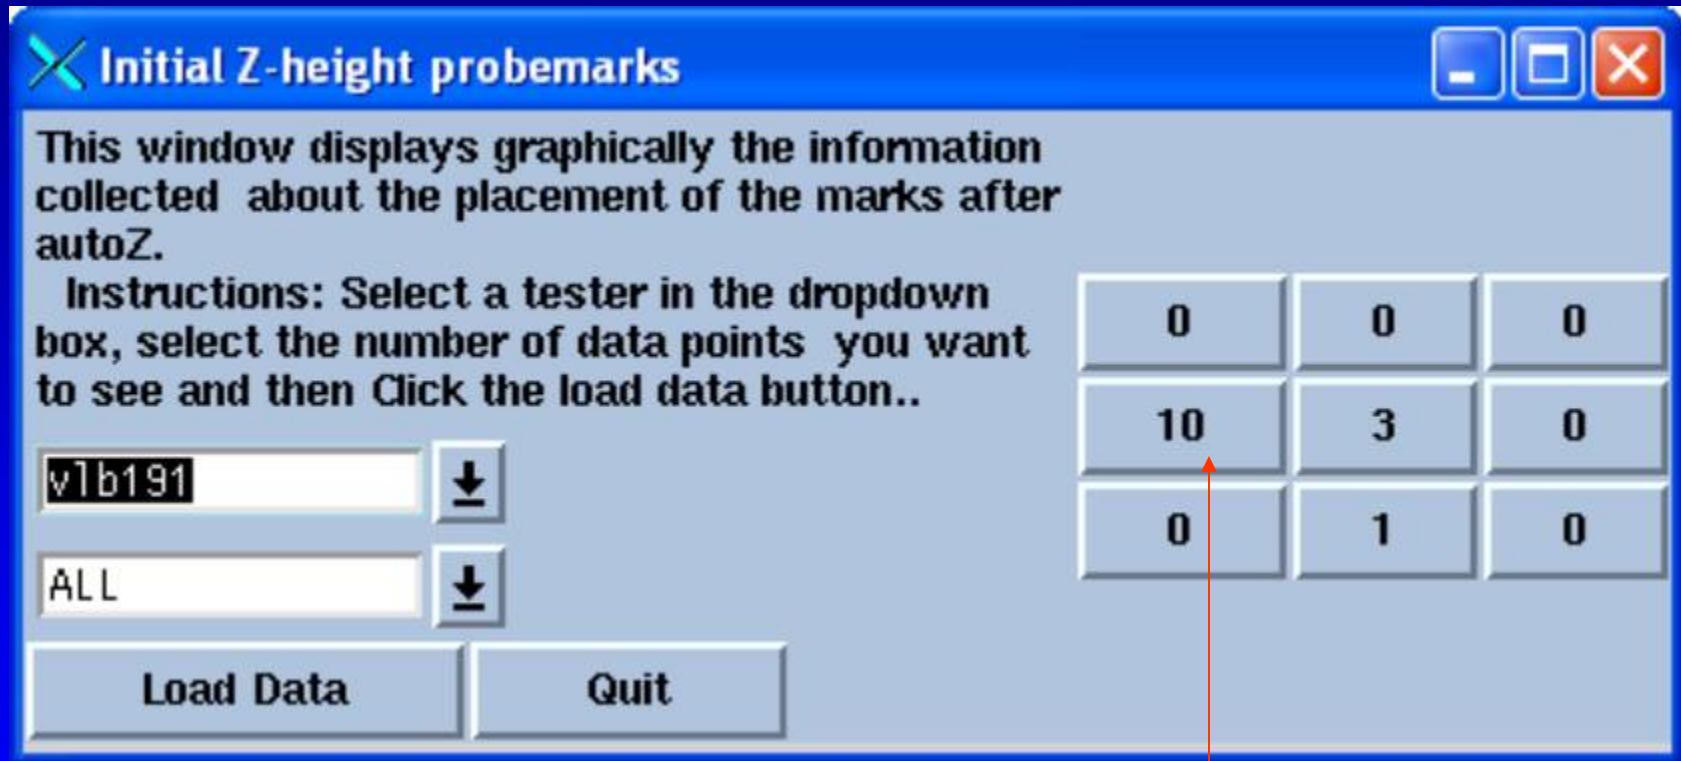 Initial Z-height probemarks
This window displays graphically the information
collected about the placement of the marks after
autoZ.
Instructions: Select a tester in the dropdown
box, select the number of data points you want
to see and then Click the load data button..
vlb191
ALL
Load Data Quit
0 0 0
10 3 0
0 1 0